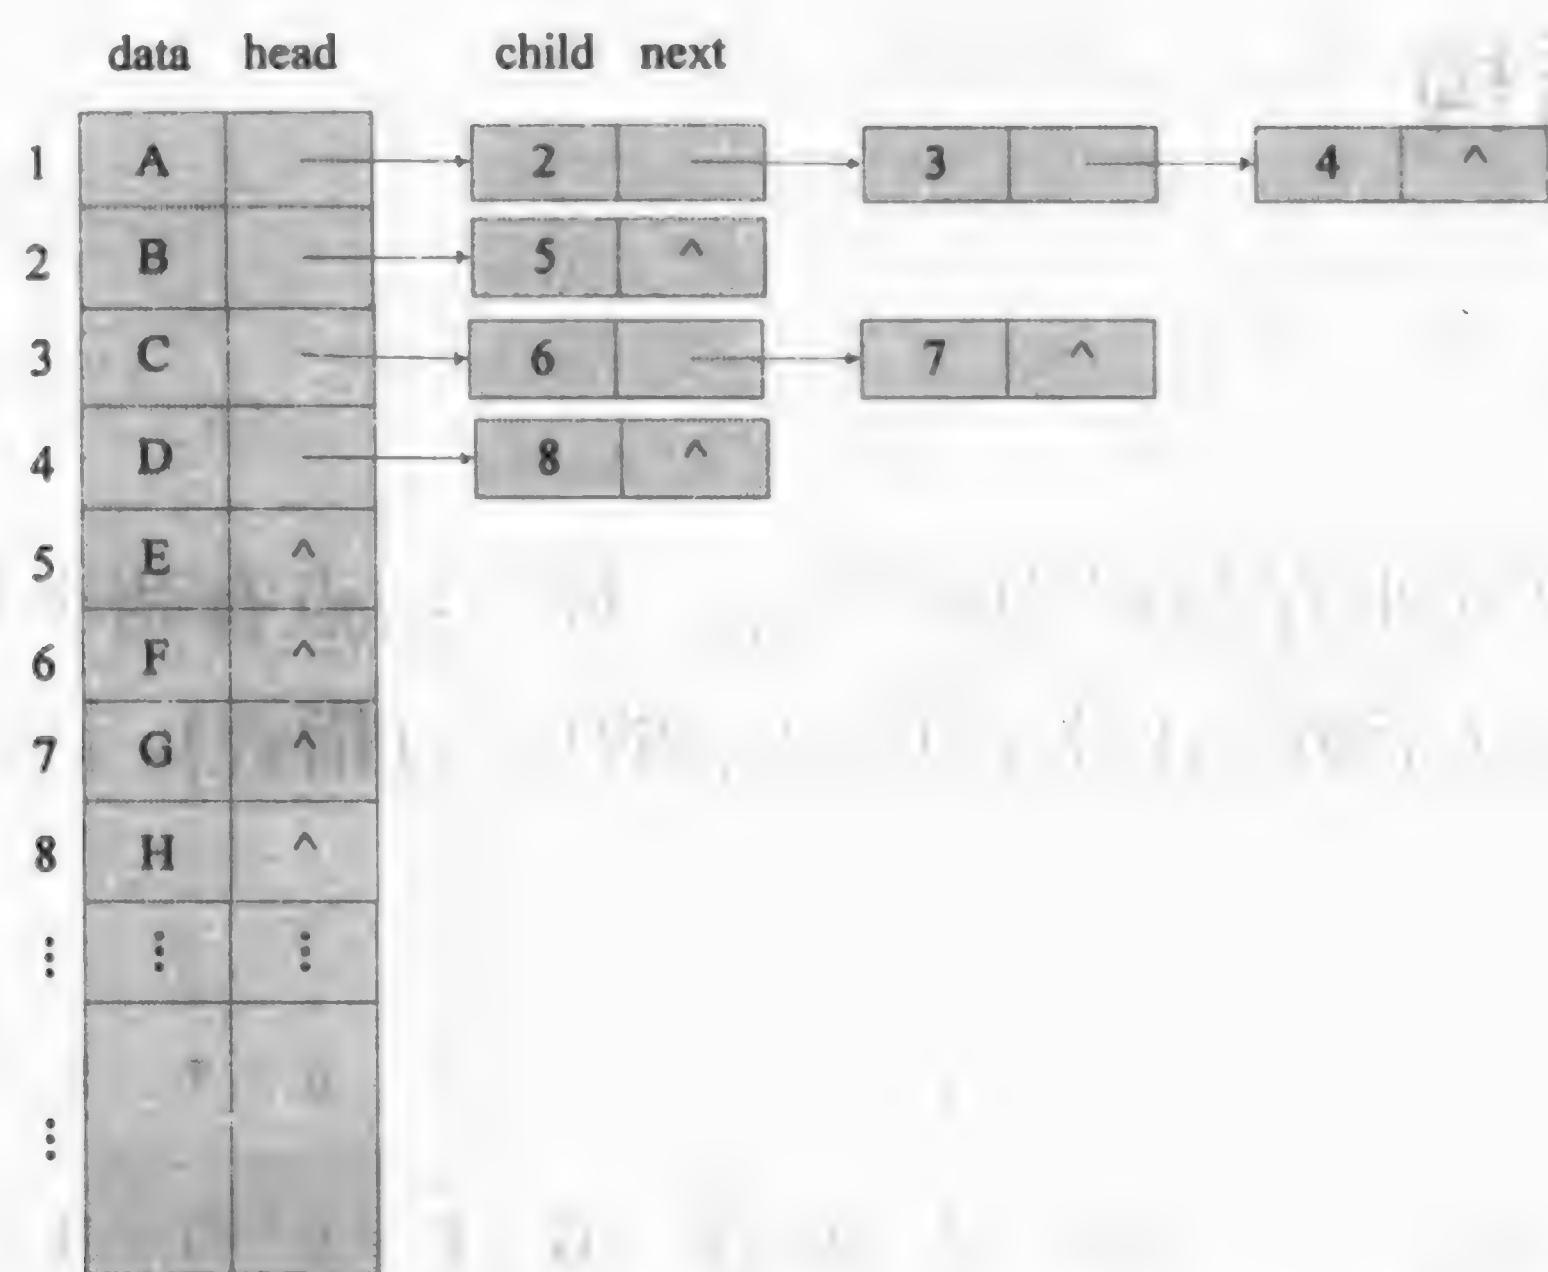 data head child next
1 A 2 3 4 ^
2 B 5 ^
3 C 6 7 ^
4 D 8 ^
5 E ^
6 F ^
7 G ^
8 H ^
⋮ ⋮ ⋮
⋮